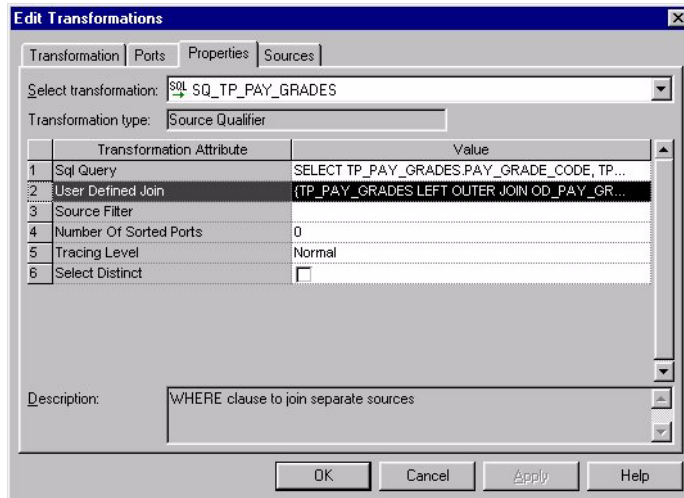 Edit Transformations
Transformation Ports Properties Sources
Select transformation: SQL SQ_TP_PAY_GRADES
Transformation type: Source Qualifier
Transformation Attribute Value
1 Sql Query SELECT TP_PAY_GRADES.PAY_GRADE_CODE, TP...
2 User Defined Join {TP_PAY_GRADES LEFT OUTER JOIN OD_PAY_GR...
3 Source Filter
4 Number Of Sorted Ports 0
5 Tracing Level Normal
6 Select Distinct
Description: WHERE clause to join separate sources
OK Cancel Apply Help